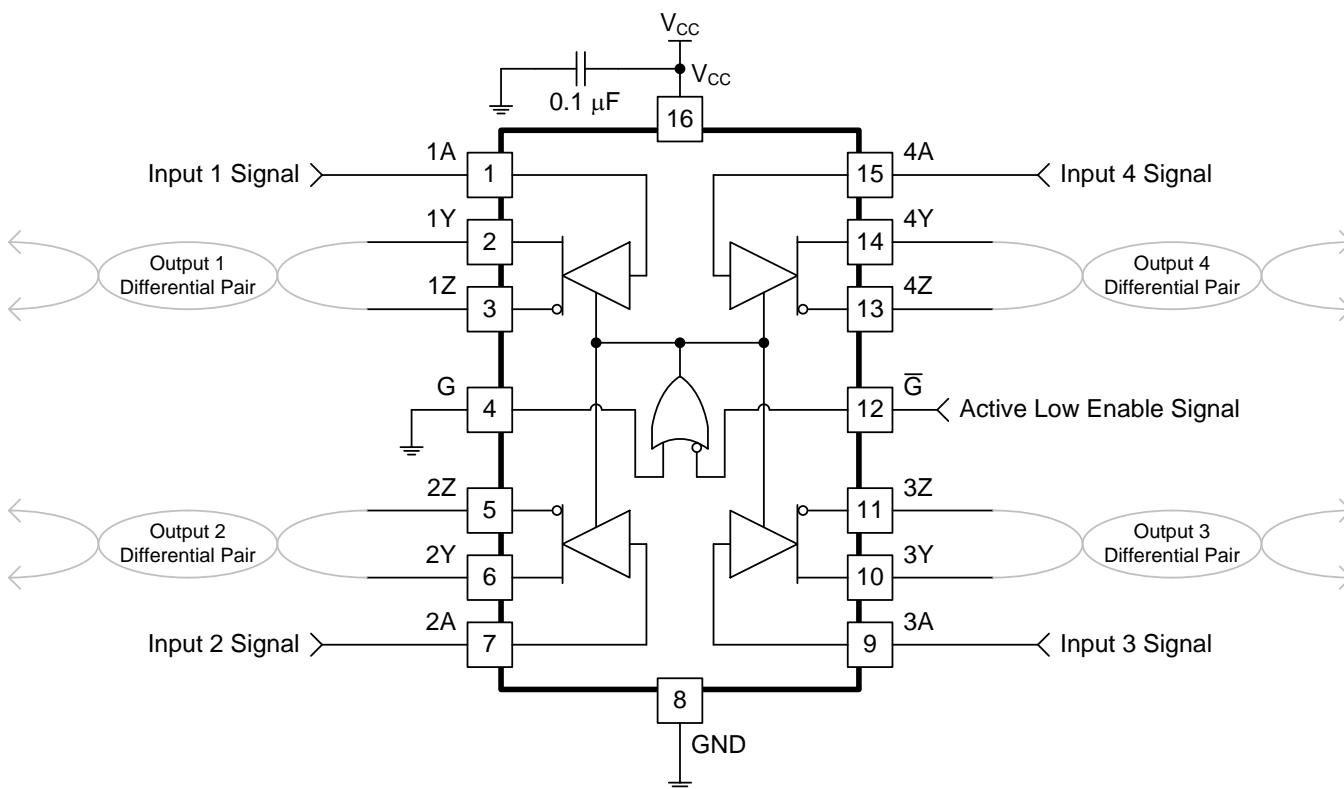 V_CC
V_CC
0.1 μF
16
1A
4A
Input 1 Signal
1
15
Input 4 Signal
1Y
4Y
2
14
Output 1
Differential Pair
Output 4
Differential Pair
1Z
4Z
3
13
G
G̅
4
12
Active Low Enable Signal
2Z
3Z
5
11
Output 2
Differential Pair
Output 3
Differential Pair
2Y
3Y
6
10
2A
3A
Input 2 Signal
7
9
Input 3 Signal
8
GND